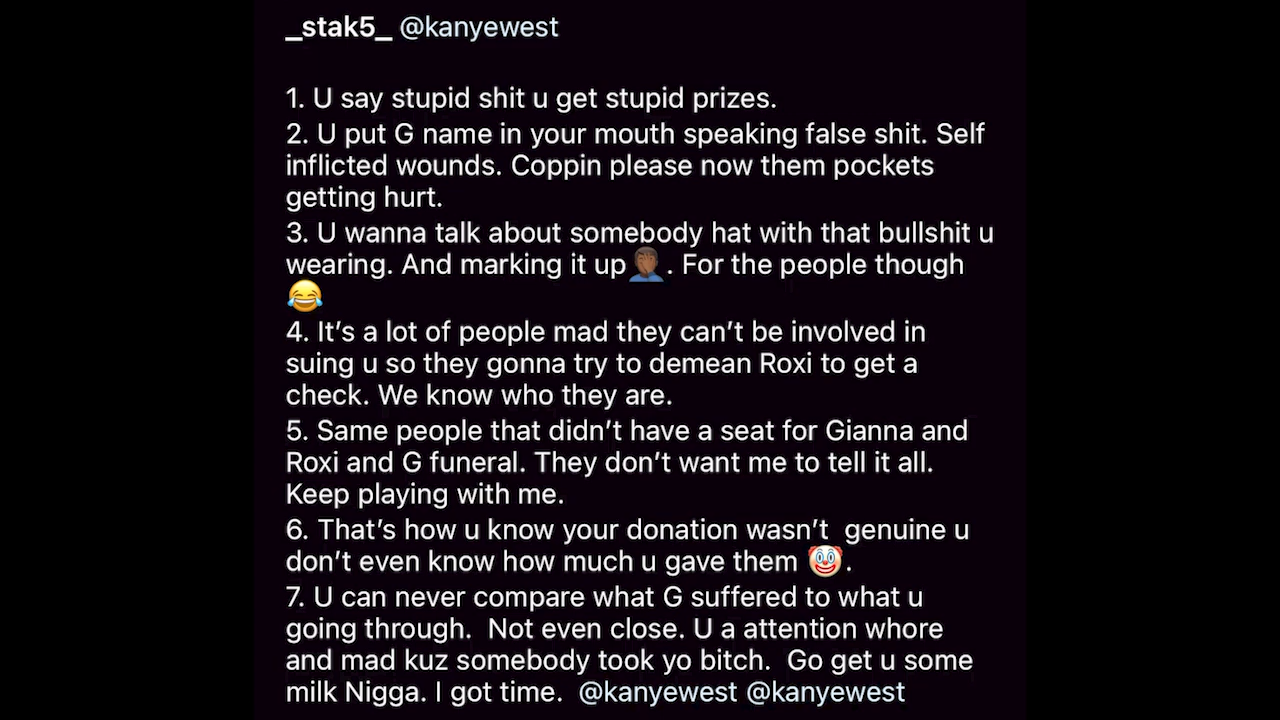 _stak5_ @kanyewest
1. U say stupid shit u get stupid prizes.
2. U put G name in your mouth speaking false shit. Self
inflicted wounds. Coppin please now them pockets
getting hurt.
3. U wanna talk about somebody hat with that bullshit u
wearing. And marking it up🤦🏾‍♂️. For the people though
😂
4. It’s a lot of people mad they can’t be involved in
suing u so they gonna try to demean Roxi to get a
check. We know who they are.
5. Same people that didn’t have a seat for Gianna and
Roxi and G funeral. They don’t want me to tell it all.
Keep playing with me.
6. That’s how u know your donation wasn’t  genuine u
don’t even know how much u gave them 🤡.
7. U can never compare what G suffered to what u
going through.  Not even close. U a attention whore
and mad kuz somebody took yo bitch.  Go get u some
milk Nigga. I got time.  @kanyewest @kanyewest